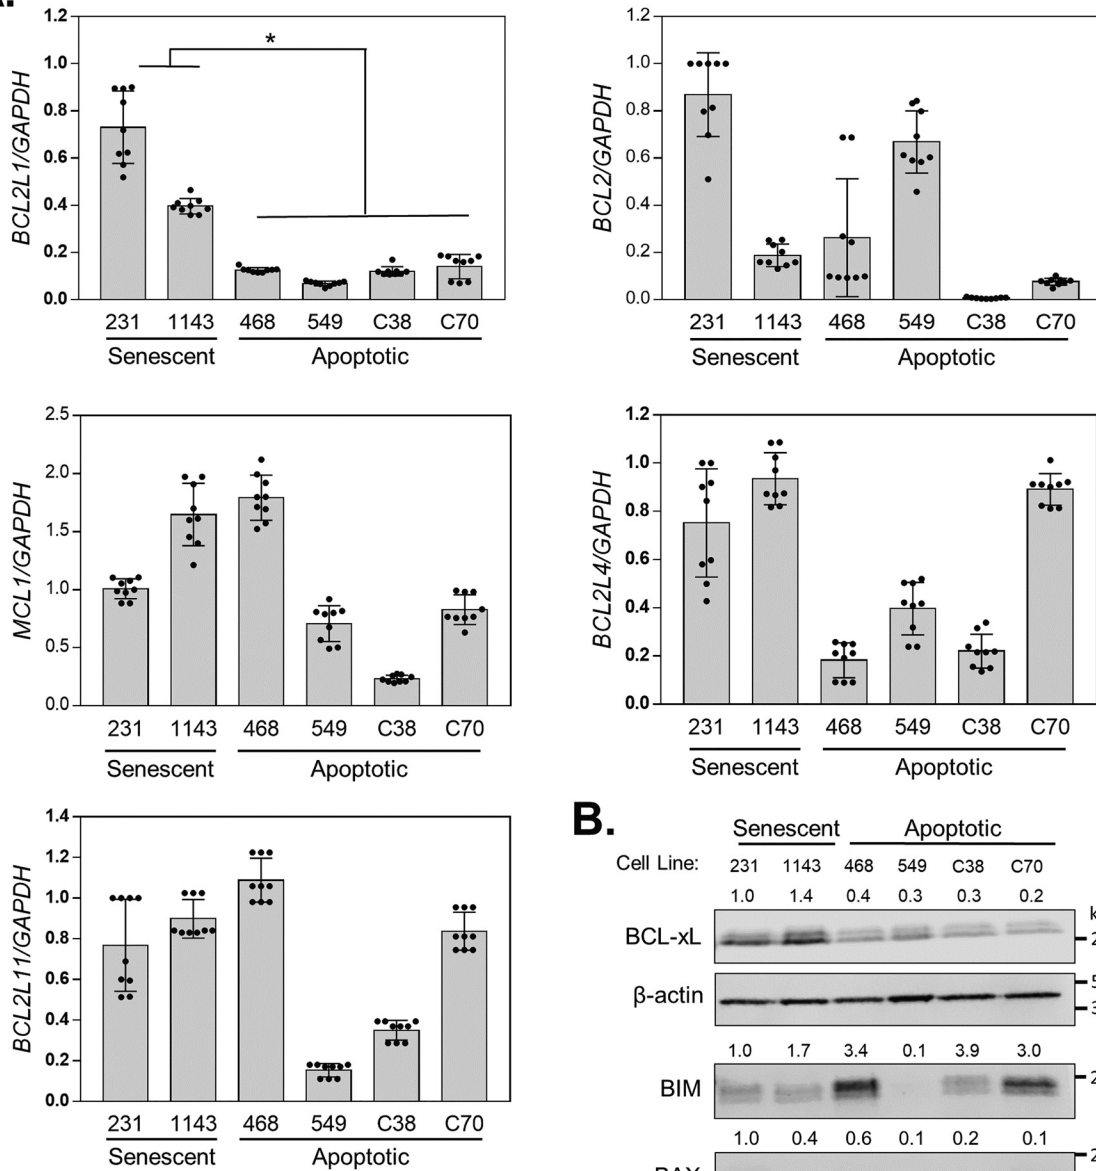 1.2
1.0
0.8
0.6
0.4
0.2
0.0
BCL2L1/GAPDH
*
231 1143 468 549 C38 C70
Senescent Apoptotic
1.2
1.0
0.8
0.6
0.4
0.2
0.0
BCL2/GAPDH
231 1143 468 549 C38 C70
Senescent Apoptotic
2.5
2.0
1.5
1.0
0.5
0.0
MCL1/GAPDH
231 1143 468 549 C38 C70
Senescent Apoptotic
1.2
1.0
0.8
0.6
0.4
0.2
0.0
BCL2L4/GAPDH
231 1143 468 549 C38 C70
Senescent Apoptotic
1.4
1.2
1.0
0.8
0.6
0.4
0.2
0.0
BCL2L11/GAPDH
231 1143 468 549 C38 C70
Senescent Apoptotic
B.
Senescent Apoptotic
Cell Line: 231 1143 468 549 C38 C70
1.0 1.4 0.4 0.3 0.3 0.2
BCL-xL
β-actin
1.0 1.7 3.4 0.1 3.9 3.0
BIM
1.0 0.4 0.6 0.1 0.2 0.1